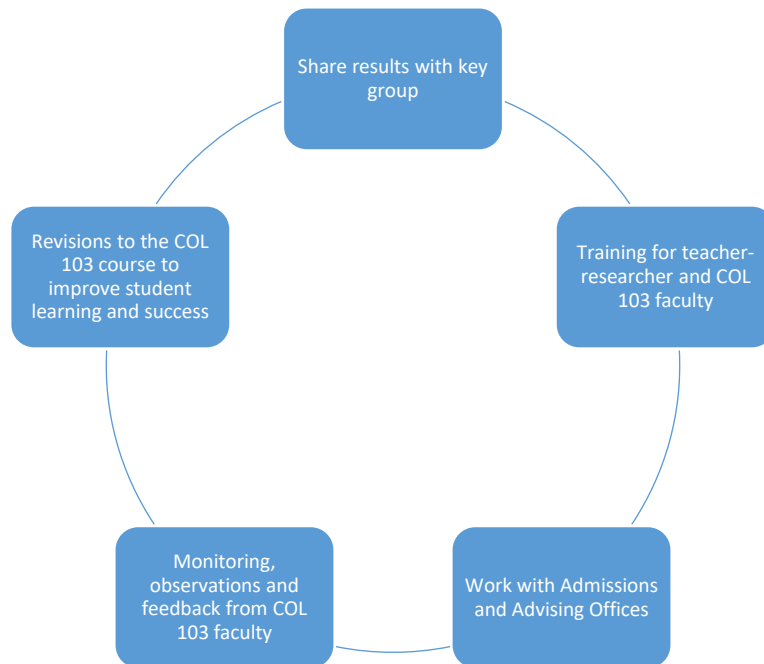 Share results with key
group
Training for teacher-
researcher and COL
103 faculty
Work with Admissions
and Advising Offices
Monitoring,
observations and
feedback from COL
103 faculty
Revisions to the COL
103 course to
improve student
learning and success